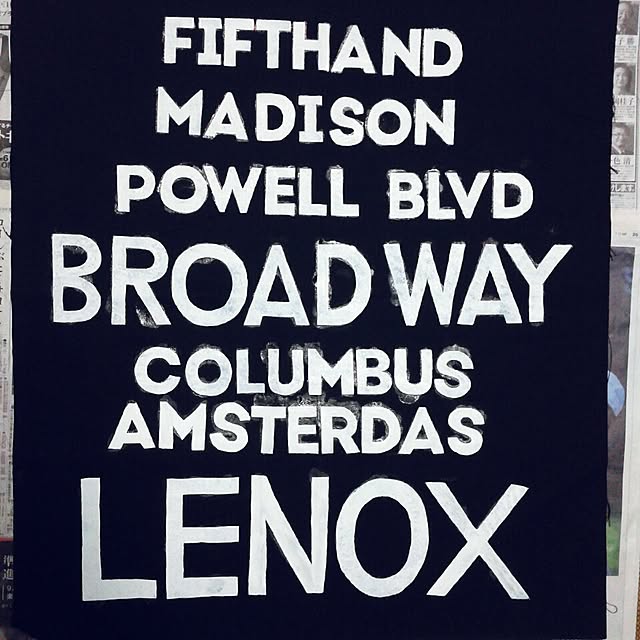 FIFTHAND
MADISON
POWELL BLVD
BROADWAY
COLUMBUS
AMSTERDAS
LENOX